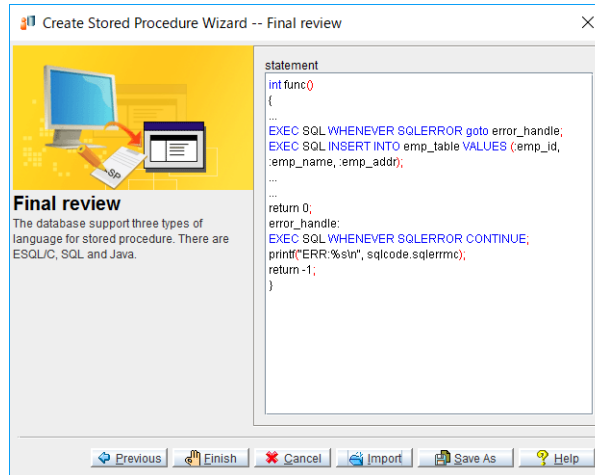 Create Stored Procedure Wizard -- Final review
SP
Final review
The database support three types of
language for stored procedure. There are
ESQL/C, SQL and Java.
statement
int func()
{
...
EXEC SQL WHENEVER SQLERROR goto error_handle;
EXEC SQL INSERT INTO emp_table VALUES (:emp_id,
:emp_name, :emp_addr);
...
...
return 0;
error_handle:
EXEC SQL WHENEVER SQLERROR CONTINUE;
printf("ERR:%s\n", sqlcode.sqlerrmc);
return -1;
}
Previous
Finish
Cancel
Import
Save As
Help